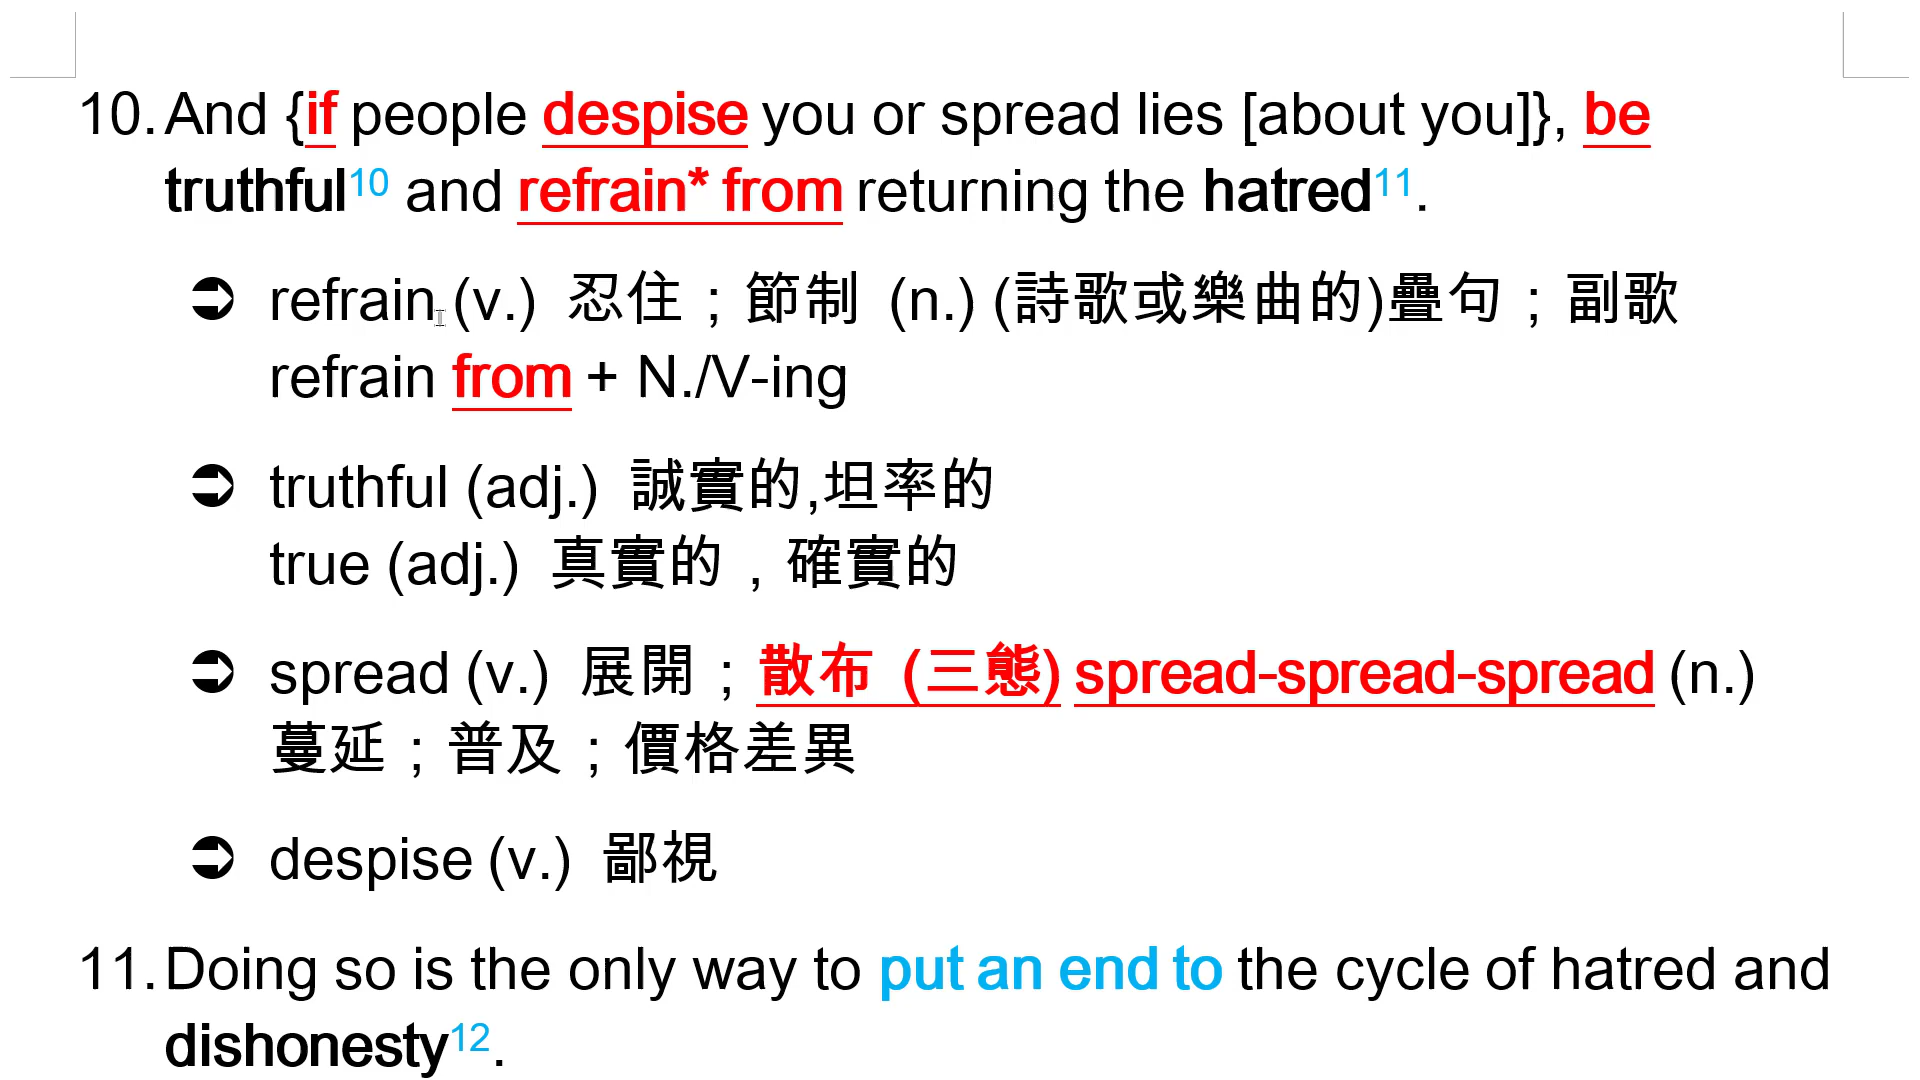 10. And {if people despise you or spread lies [about you]}, be
truthful10 and refrain* from returning the hatred11.
➲ refrain (v.) 忍住；節制 (n.) (詩歌或樂曲的)疊句；副歌
refrain from + N./V-ing
➲ truthful (adj.) 誠實的,坦率的
true (adj.) 真實的，確實的
➲ spread (v.) 展開；散布 (三態) spread-spread-spread (n.)
蔓延；普及；價格差異
➲ despise (v.) 鄙視
11. Doing so is the only way to put an end to the cycle of hatred and
dishonesty12.